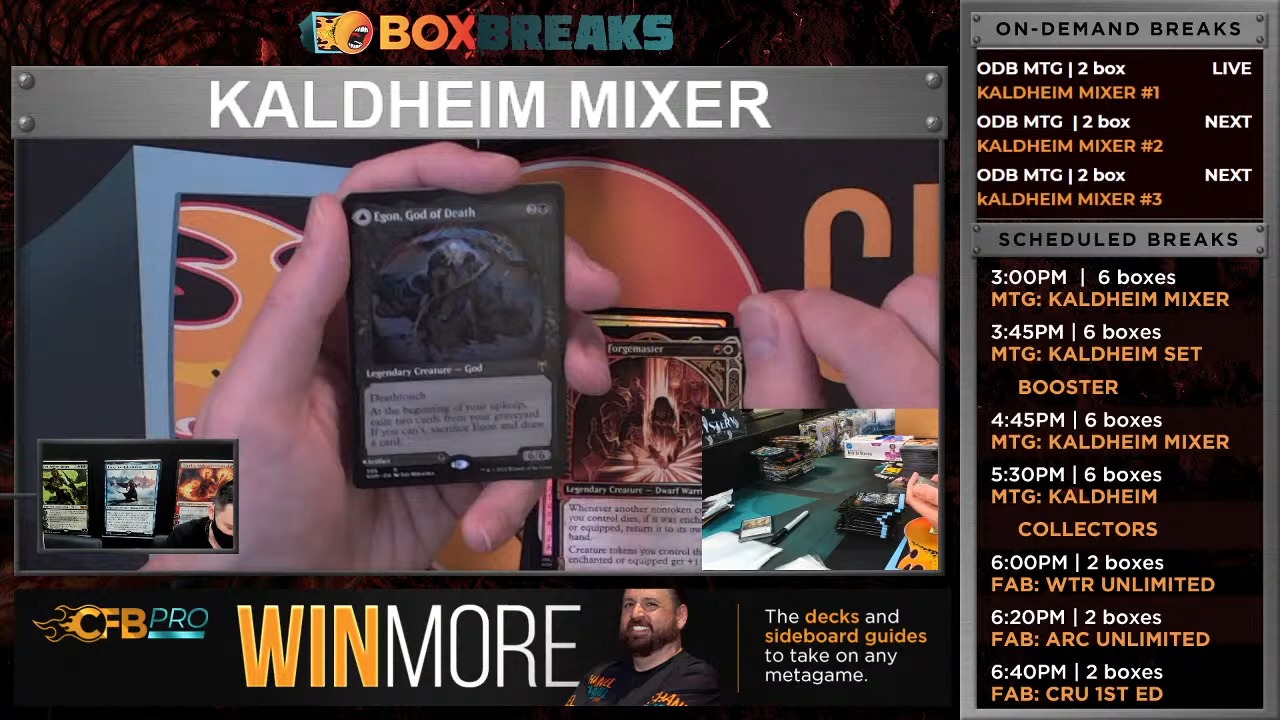 BOXBREAKS
KALDHEIM MIXER
Egon, God of Death
2
Legendary Creature — God
Deathtouch
At the beginning of your upkeep,
exile two cards from your graveyard.
If you can't, sacrifice Egon and draw
a card.
Artifact
6/6
forgemaster
Legendary Creature — Dwarf Warri
Whenever another nontoken cr
you control dies, if it was ench
or equipped, return it to its ow
hand.
Creature tokens you control th
enchanted or equipped get +1
CFBPRO
WINMORE
The decks and
sideboard guides
to take on any
metagame.
ON-DEMAND BREAKS
ODB MTG | 2 box LIVE
KALDHEIM MIXER #1
ODB MTG | 2 box NEXT
KALDHEIM MIXER #2
ODB MTG | 2 box NEXT
kALDHEIM MIXER #3
SCHEDULED BREAKS
3:00PM | 6 boxes
MTG: KALDHEIM MIXER
3:45PM | 6 boxes
MTG: KALDHEIM SET
BOOSTER
4:45PM | 6 boxes
MTG: KALDHEIM MIXER
5:30PM | 6 boxes
MTG: KALDHEIM
COLLECTORS
6:00PM | 2 boxes
FAB: WTR UNLIMITED
6:20PM | 2 boxes
FAB: ARC UNLIMITED
6:40PM | 2 boxes
FAB: CRU 1ST ED